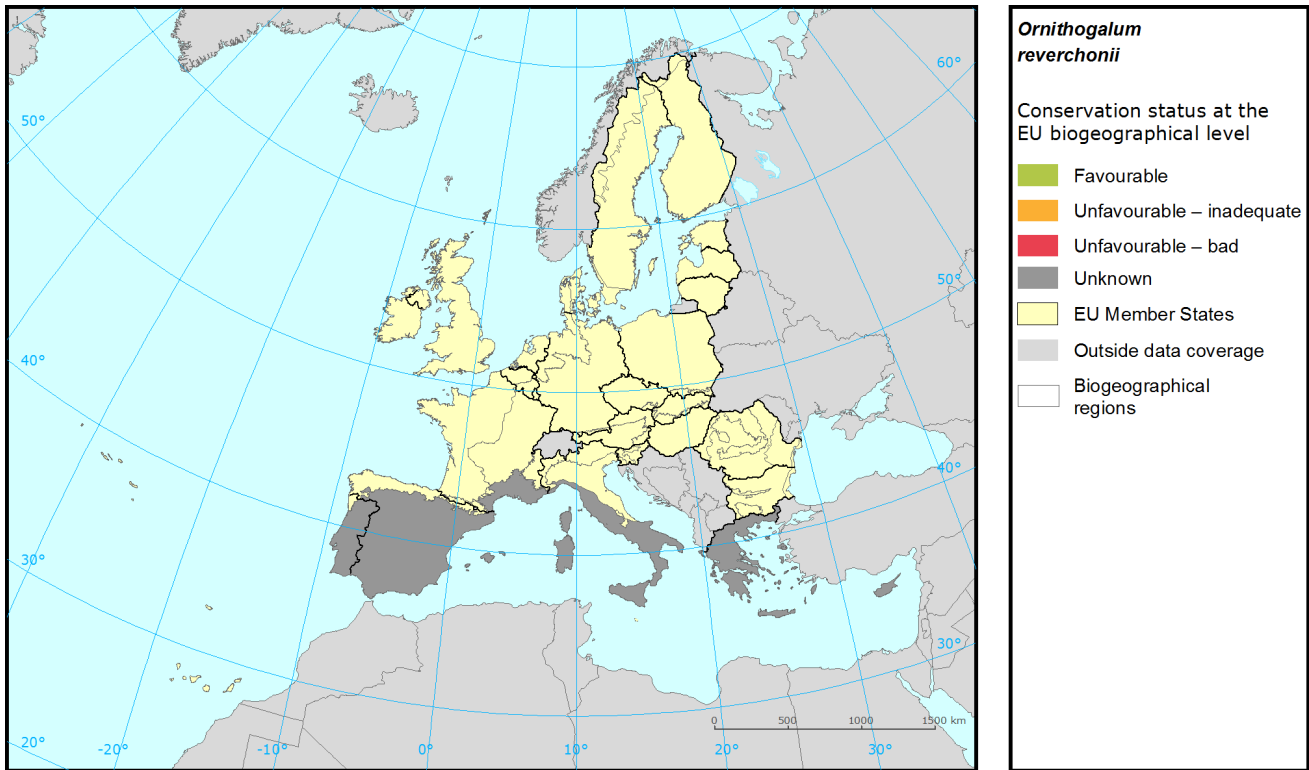 Ornithogalum
reverchonii
Conservation status at the
EU biogeographical level
Favourable
Unfavourable – inadequate
Unfavourable – bad
Unknown
EU Member States
Outside data coverage
Biogeographical
regions
60°
50°
50°
40°
40°
30°
30°
20°
-20°
-10°
0°
10°
20°
30°
0
500
1000
1500 km